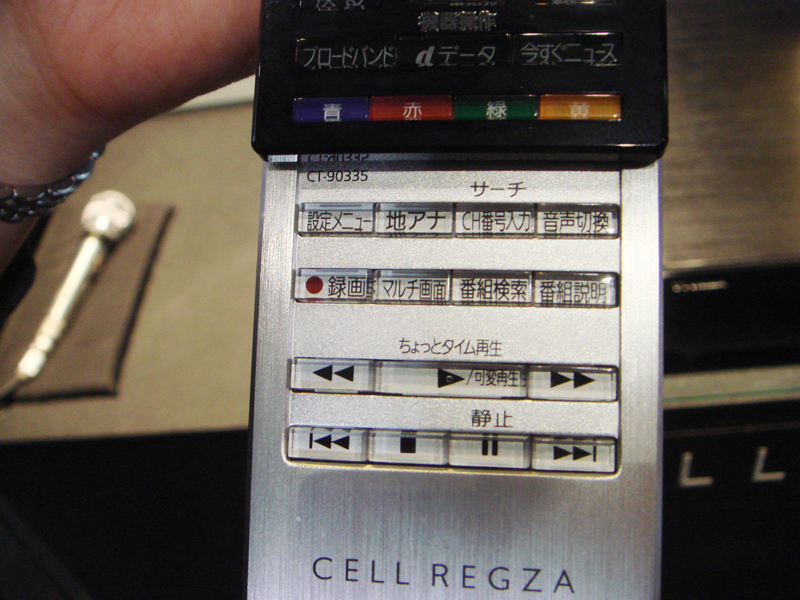 機器操作
ブロードバンド dデータ 今すぐニュース
青 赤 緑 黄
CT-90335
サーチ
設定メニュー 地アナ CH番号入力 音声切換
録画 マルチ画面 番組検索 番組説明
ちょっとタイム再生
/可変再生
静止
CELL REGZA
LL